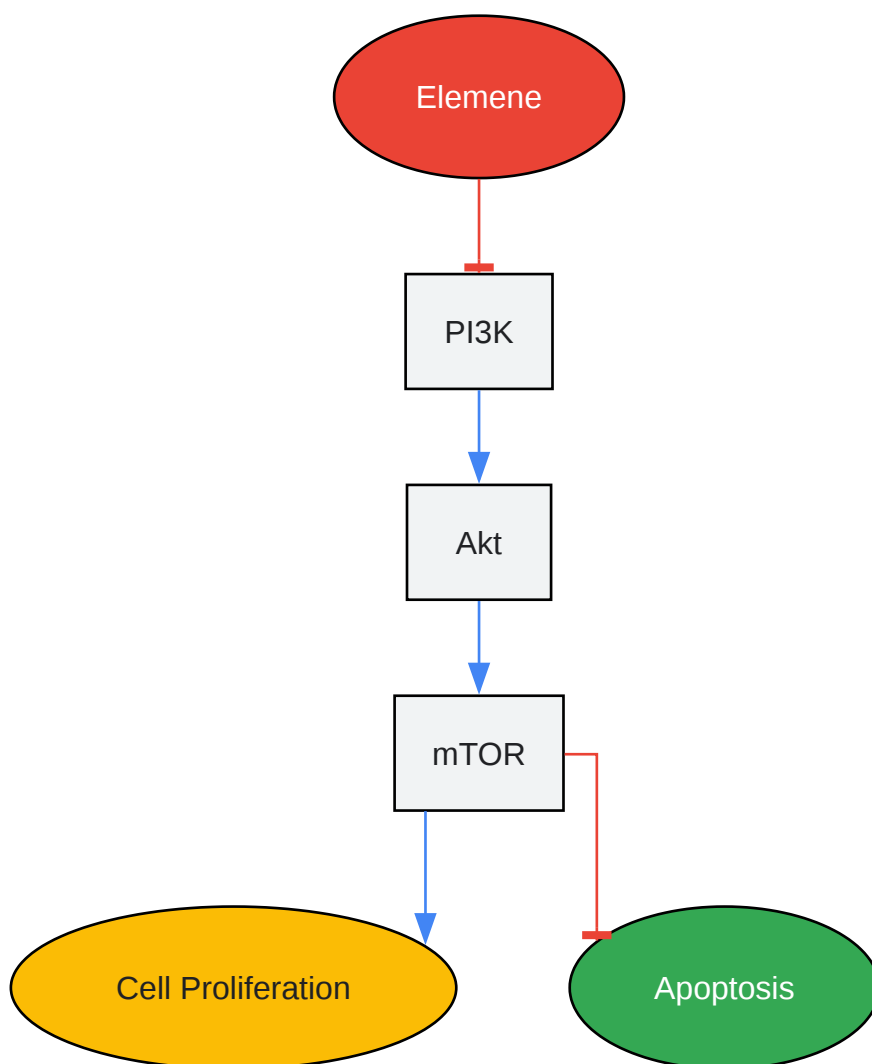 Elemene
PI3K
Akt
mTOR
Cell Proliferation
Apoptosis